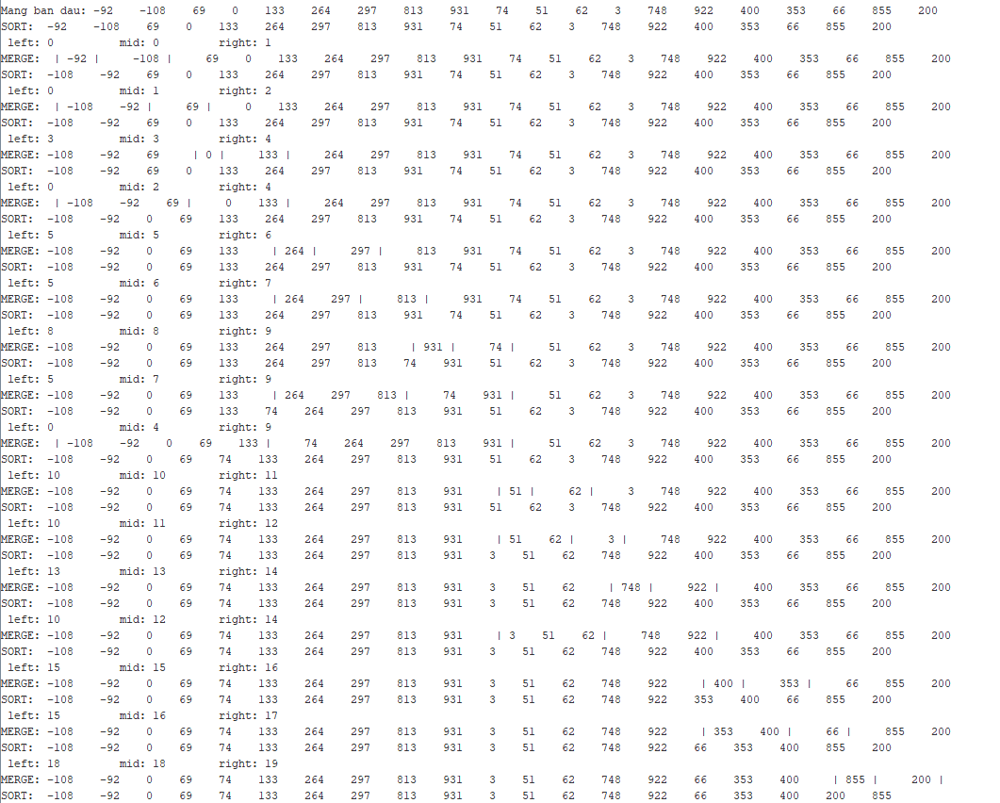 Mang ban dau: -92 -108 69 0 133 264 297 813 931 74 51 62 3 748 922 400 353 66 855 200
SORT: -92 -108 69 0 133 264 297 813 931 74 51 62 3 748 922 400 353 66 855 200
left: 0 mid: 0 right: 1
MERGE: | -92 | -108 | 69 0 133 264 297 813 931 74 51 62 3 748 922 400 353 66 855 200
SORT: -108 -92 69 0 133 264 297 813 931 74 51 62 3 748 922 400 353 66 855 200
left: 0 mid: 1 right: 2
MERGE: | -108 -92 | 69 | 0 133 264 297 813 931 74 51 62 3 748 922 400 353 66 855 200
SORT: -108 -92 69 0 133 264 297 813 931 74 51 62 3 748 922 400 353 66 855 200
left: 3 mid: 3 right: 4
MERGE: -108 -92 69 | 0 | 133 | 264 297 813 931 74 51 62 3 748 922 400 353 66 855 200
SORT: -108 -92 69 0 133 264 297 813 931 74 51 62 3 748 922 400 353 66 855 200
left: 0 mid: 2 right: 4
MERGE: | -108 -92 69 | 0 133 | 264 297 813 931 74 51 62 3 748 922 400 353 66 855 200
SORT: -108 -92 0 69 133 264 297 813 931 74 51 62 3 748 922 400 353 66 855 200
left: 5 mid: 5 right: 6
MERGE: -108 -92 0 69 133 | 264 | 297 | 813 931 74 51 62 3 748 922 400 353 66 855 200
SORT: -108 -92 0 69 133 264 297 813 931 74 51 62 3 748 922 400 353 66 855 200
left: 5 mid: 6 right: 7
MERGE: -108 -92 0 69 133 | 264 297 | 813 | 931 74 51 62 3 748 922 400 353 66 855 200
SORT: -108 -92 0 69 133 264 297 813 931 74 51 62 3 748 922 400 353 66 855 200
left: 8 mid: 8 right: 9
MERGE: -108 -92 0 69 133 264 297 813 | 931 | 74 | 51 62 3 748 922 400 353 66 855 200
SORT: -108 -92 0 69 133 264 297 813 74 931 51 62 3 748 922 400 353 66 855 200
left: 5 mid: 7 right: 9
MERGE: -108 -92 0 69 133 | 264 297 813 | 74 931 | 51 62 3 748 922 400 353 66 855 200
SORT: -108 -92 0 69 133 74 264 297 813 931 51 62 3 748 922 400 353 66 855 200
left: 0 mid: 4 right: 9
MERGE: | -108 -92 0 69 133 | 74 264 297 813 931 | 51 62 3 748 922 400 353 66 855 200
SORT: -108 -92 0 69 74 133 264 297 813 931 51 62 3 748 922 400 353 66 855 200
left: 10 mid: 10 right: 11
MERGE: -108 -92 0 69 74 133 264 297 813 931 | 51 | 62 | 3 748 922 400 353 66 855 200
SORT: -108 -92 0 69 74 133 264 297 813 931 51 62 3 748 922 400 353 66 855 200
left: 10 mid: 11 right: 12
MERGE: -108 -92 0 69 74 133 264 297 813 931 | 51 62 | 3 | 748 922 400 353 66 855 200
SORT: -108 -92 0 69 74 133 264 297 813 931 3 51 62 748 922 400 353 66 855 200
left: 13 mid: 13 right: 14
MERGE: -108 -92 0 69 74 133 264 297 813 931 3 51 62 | 748 | 922 | 400 353 66 855 200
SORT: -108 -92 0 69 74 133 264 297 813 931 3 51 62 748 922 400 353 66 855 200
left: 10 mid: 12 right: 14
MERGE: -108 -92 0 69 74 133 264 297 813 931 | 3 51 62 | 748 922 | 400 353 66 855 200
SORT: -108 -92 0 69 74 133 264 297 813 931 3 51 62 748 922 400 353 66 855 200
left: 15 mid: 15 right: 16
MERGE: -108 -92 0 69 74 133 264 297 813 931 3 51 62 748 922 | 400 | 353 | 66 855 200
SORT: -108 -92 0 69 74 133 264 297 813 931 3 51 62 748 922 353 400 66 855 200
left: 15 mid: 16 right: 17
MERGE: -108 -92 0 69 74 133 264 297 813 931 3 51 62 748 922 | 353 400 | 66 | 855 200
SORT: -108 -92 0 69 74 133 264 297 813 931 3 51 62 748 922 66 353 400 855 200
left: 18 mid: 18 right: 19
MERGE: -108 -92 0 69 74 133 264 297 813 931 3 51 62 748 922 66 353 400 | 855 | 200 |
SORT: -108 -92 0 69 74 133 264 297 813 931 3 51 62 748 922 66 353 400 200 855